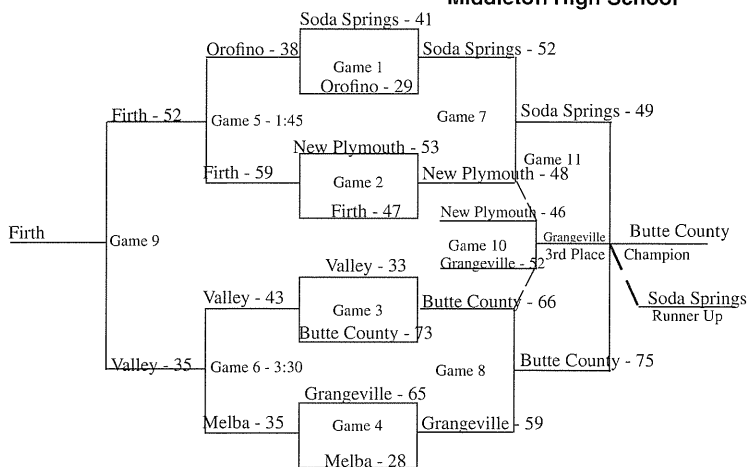 Middleton High School
Soda Springs - 41
Orofino - 38
Soda Springs - 52
Game 1
Orofino - 29
Firth - 52
Game 5 - 1:45
Game 7
Soda Springs - 49
New Plymouth - 53
Game 11
Firth - 59
Game 2
New Plymouth - 48
Firth - 47
New Plymouth - 46
Firth
Game 9
Game 10
Grangeville
3rd Place
Butte County
Champion
Grangeville - 52
Valley - 33
Valley - 43
Game 3
Butte County - 66
Soda Springs
Runner Up
Butte County - 73
Valley - 35
Game 6 - 3:30
Game 8
Butte County - 75
Grangeville - 65
Melba - 35
Game 4
Grangeville - 59
Melba - 28